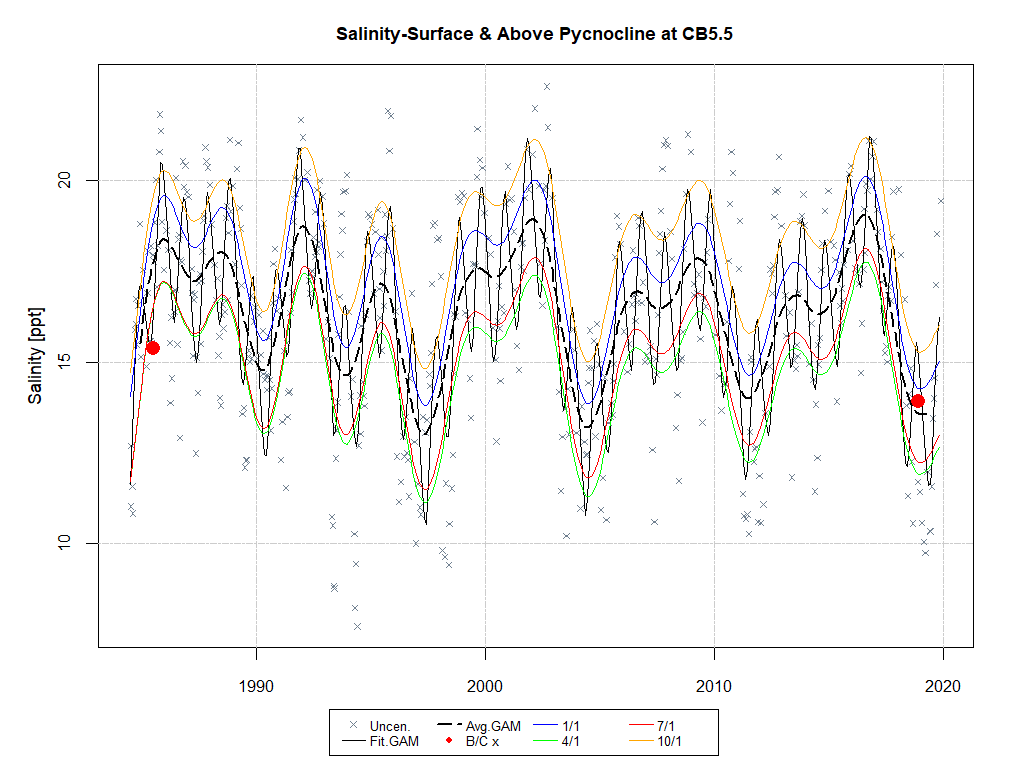 Salinity-Surface & Above Pycnocline at CB5.5
Salinity [ppt]
20
15
10
1990 2000 2010 2020
Uncen. Avg.GAM 1/1 7/1
Fit.GAM B/C x 4/1 10/1